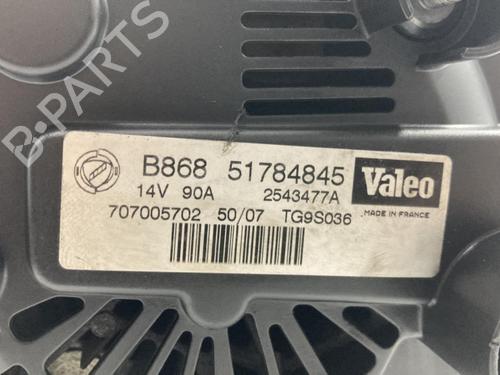 B-PARTS
B868 51784845
14V 90A 2543477A
Valeo
707005702 50/07 TG9S036
MADE IN FRANCE